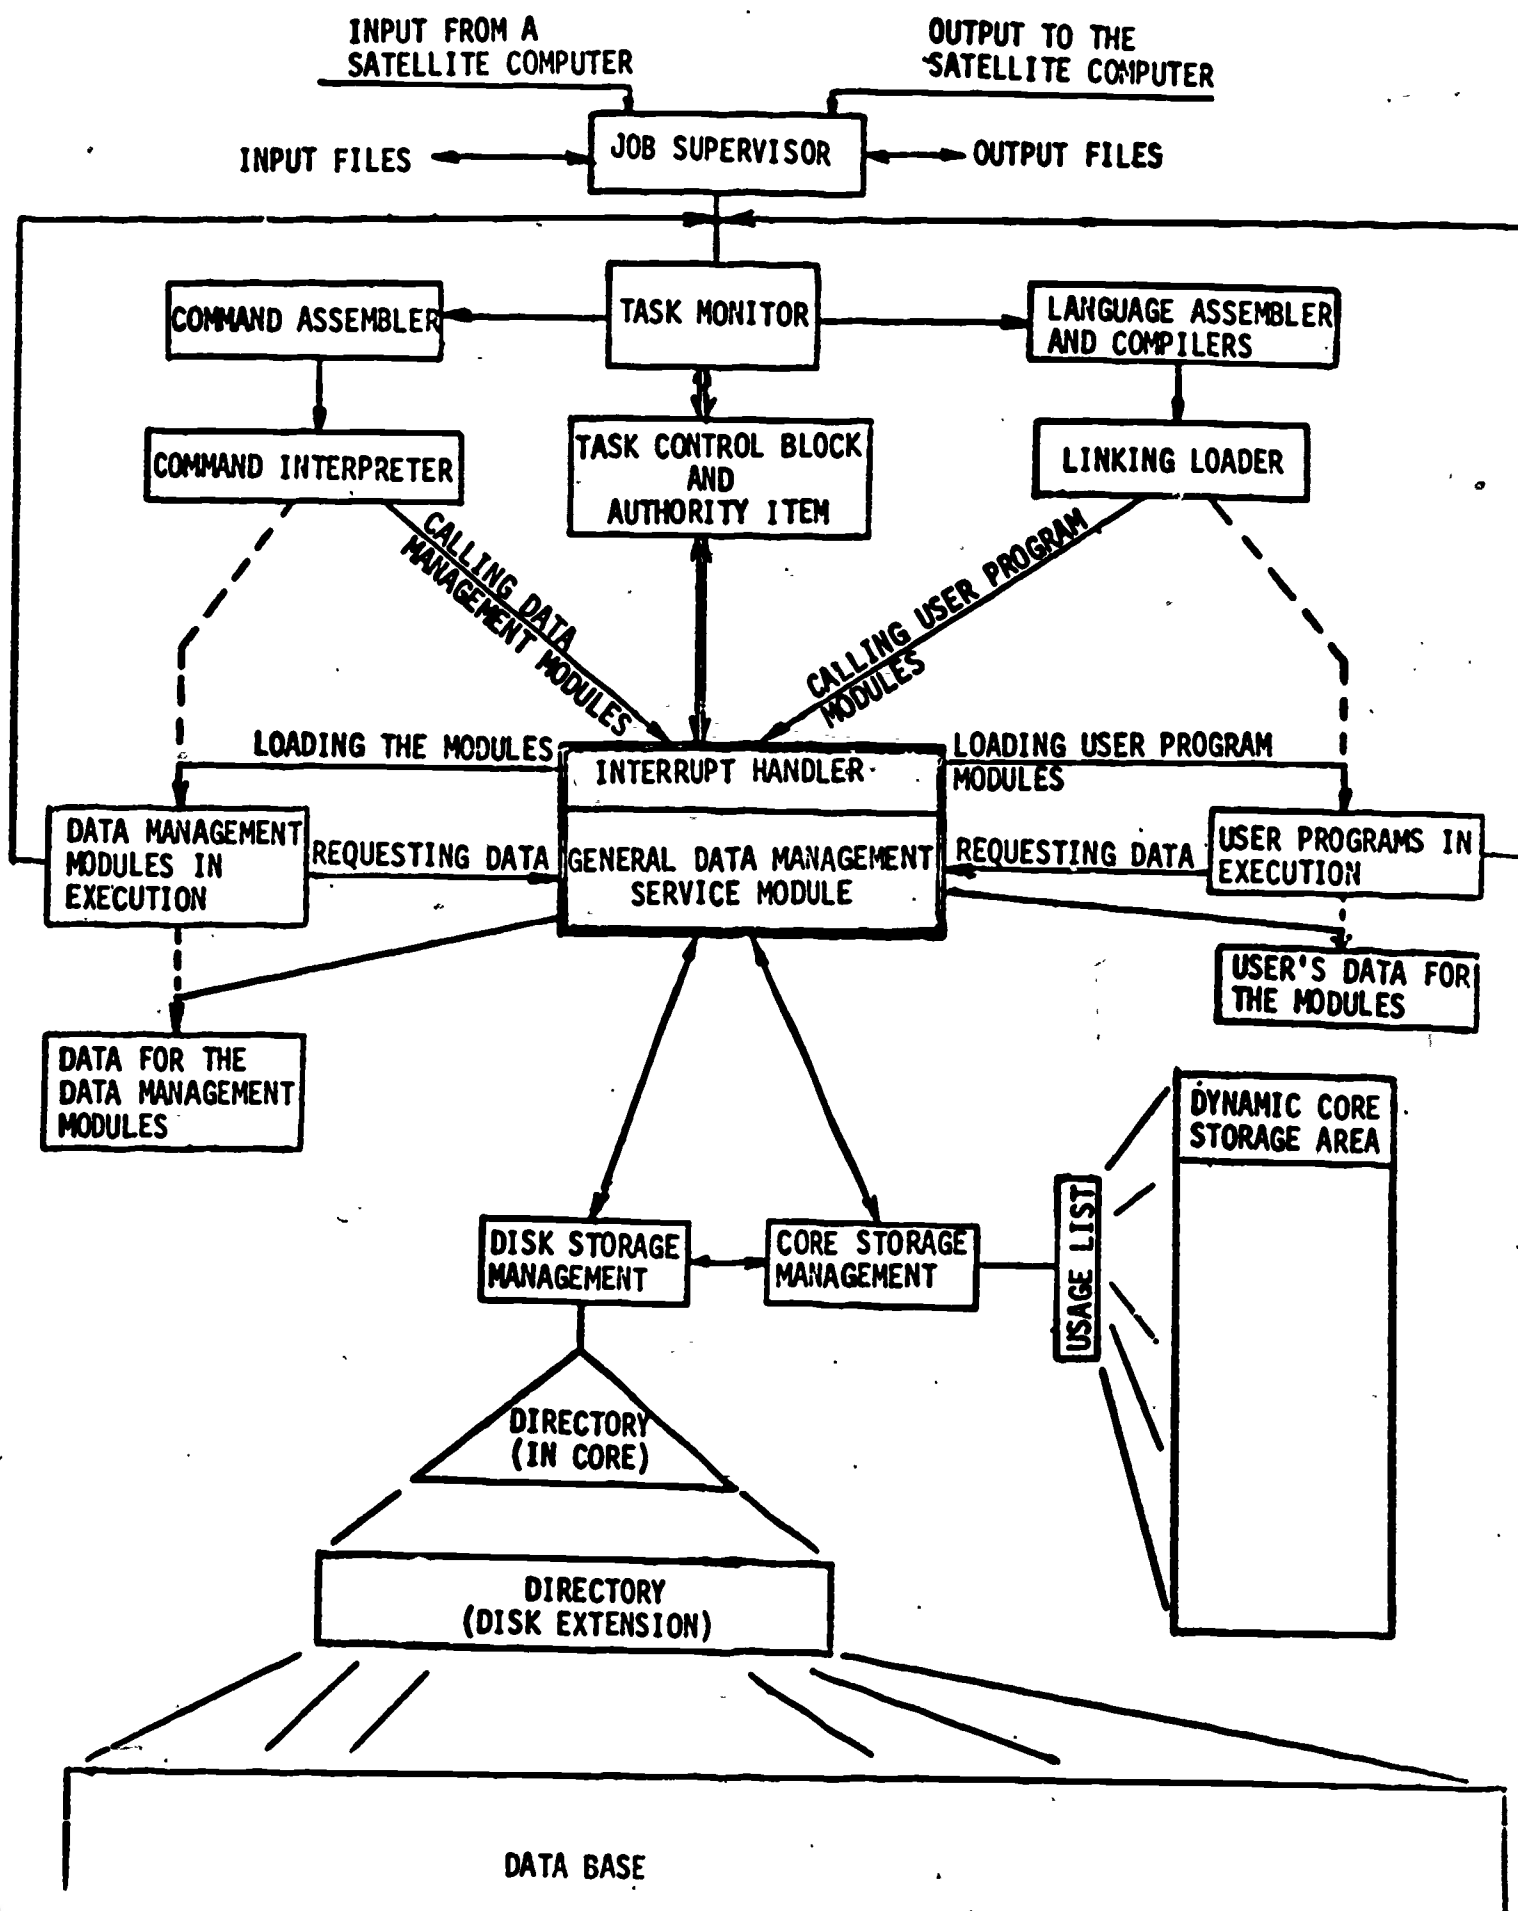 INPUT FROM A
SATELLITE COMPUTER
OUTPUT TO THE
SATELLITE COMPUTER
JOB SUPERVISOR
INPUT FILES
OUTPUT FILES
COMMAND ASSEMBLER
TASK MONITOR
LANGUAGE ASSEMBLER
AND COMPILERS
COMMAND INTERPRETER
TASK CONTROL BLOCK
AND
AUTHORITY ITEM
LINKING LOADER
CALLING DATA
MANAGEMENT MODULES
CALLING USER PROGRAM
MODULES
LOADING THE MODULES
INTERRUPT HANDLER
LOADING USER PROGRAM
MODULES
DATA MANAGEMENT
MODULES IN
EXECUTION
REQUESTING DATA
GENERAL DATA MANAGEMENT
SERVICE MODULE
REQUESTING DATA
USER PROGRAMS IN
EXECUTION
USER'S DATA FOR
THE MODULES
DATA FOR THE
DATA MANAGEMENT
MODULES
DYNAMIC CORE
STORAGE AREA
DISK STORAGE
MANAGEMENT
CORE STORAGE
MANAGEMENT
USAGE LIST
DIRECTORY
(IN CORE)
DIRECTORY
(DISK EXTENSION)
DATA BASE